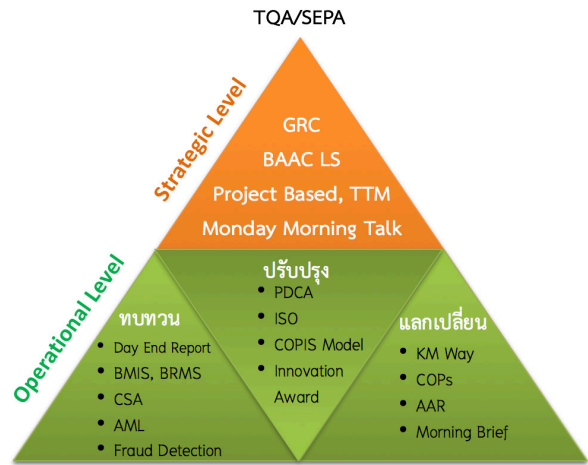 TQA/SEPA
Strategic Level
GRC
BAAC LS
Project Based, TTM
Monday Morning Talk
Operational Level
ทบทวน
• Day End Report
• BMIS, BRMS
• CSA
• AML
• Fraud Detection
ปรับปรุง
• PDCA
• ISO
• COPIS Model
• Innovation
Award
แลกเปลี่ยน
• KM Way
• COPs
• AAR
• Morning Brief